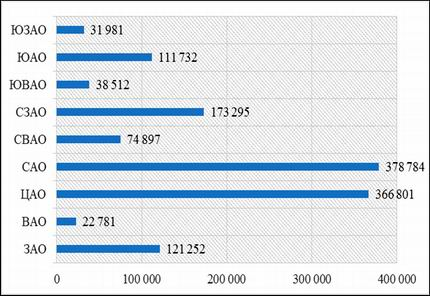 ЮЗАО 31 981
ЮАО 111 732
ЮВАО 38 512
СЗАО 173 295
СВАО 74 897
САО 378 784
ЦАО 366 801
ВАО 22 781
ЗАО 121 252
0 100 000 200 000 300 000 400 000